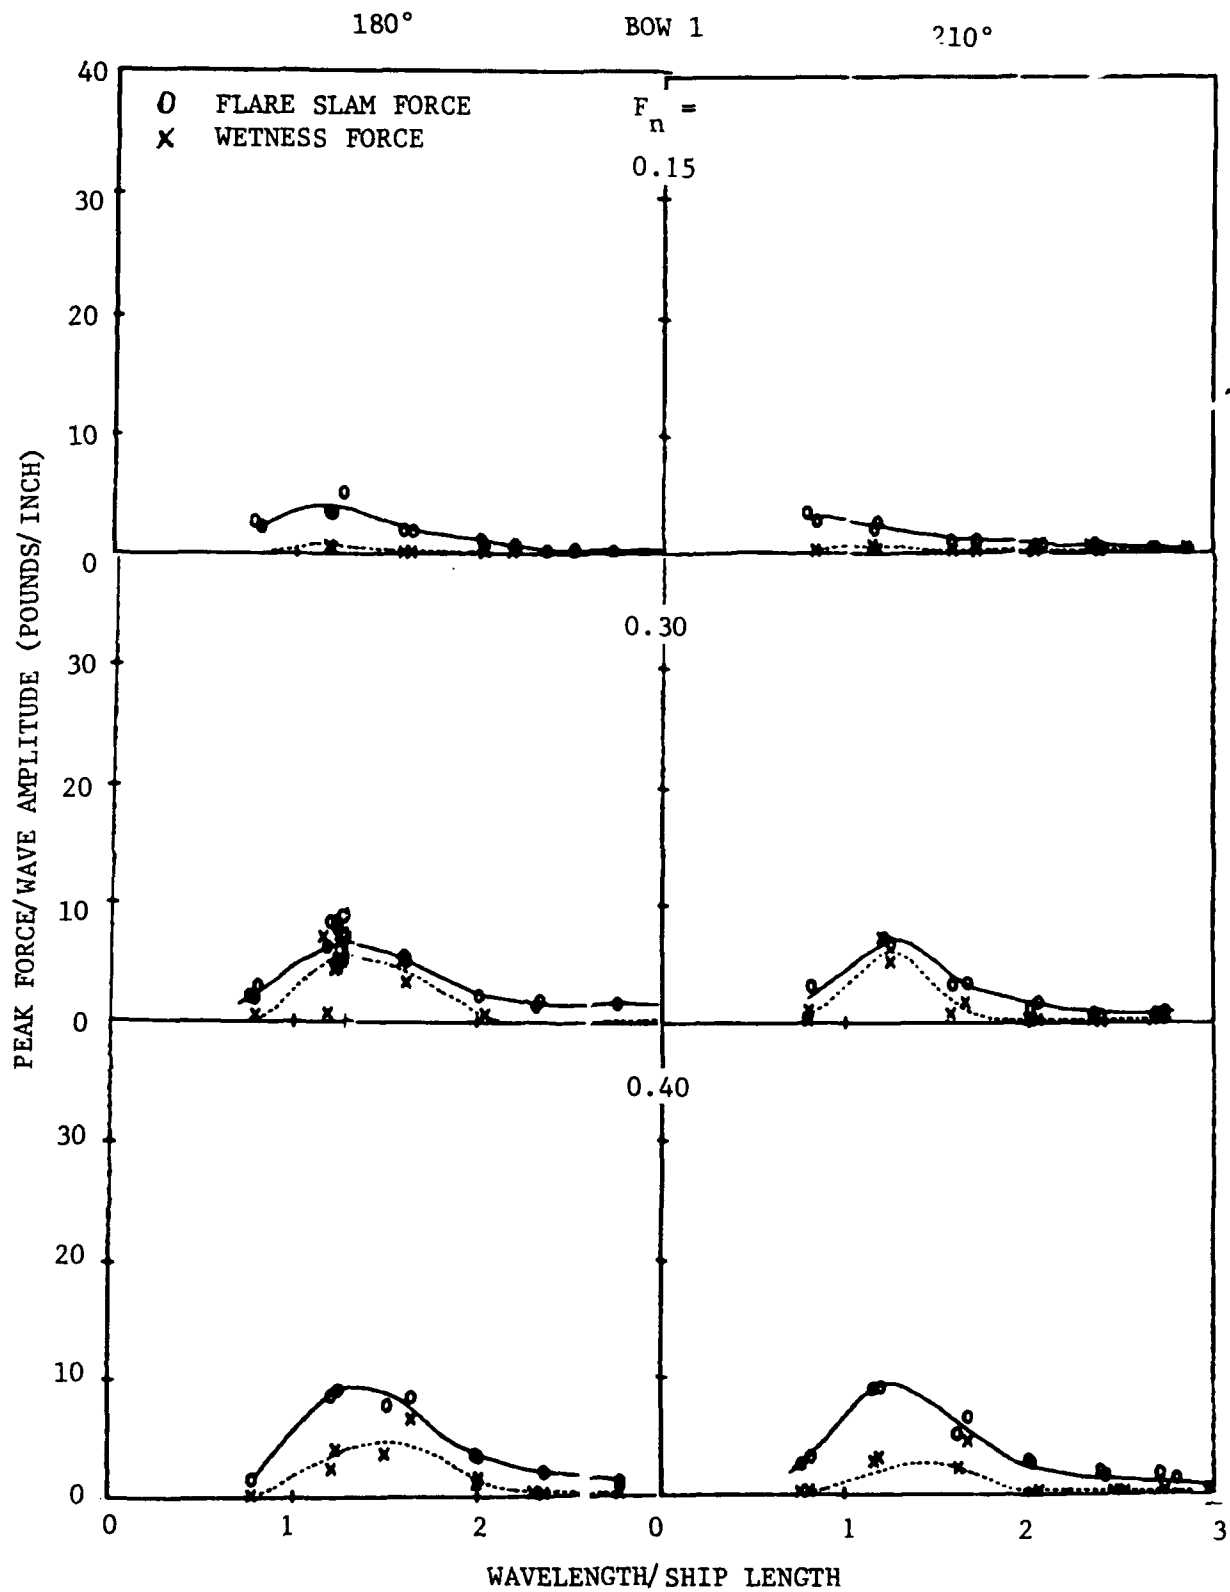 180° BOW 1 210°
40
O FLARE SLAM FORCE
X WETNESS FORCE
F_n =
0.15
30
20
10
0
0.30
30
20
10
0
0.40
30
20
10
0
PEAK FORCE/WAVE AMPLITUDE (POUNDS/INCH)
0 1 2 0 1 2 3
WAVELENGTH/SHIP LENGTH